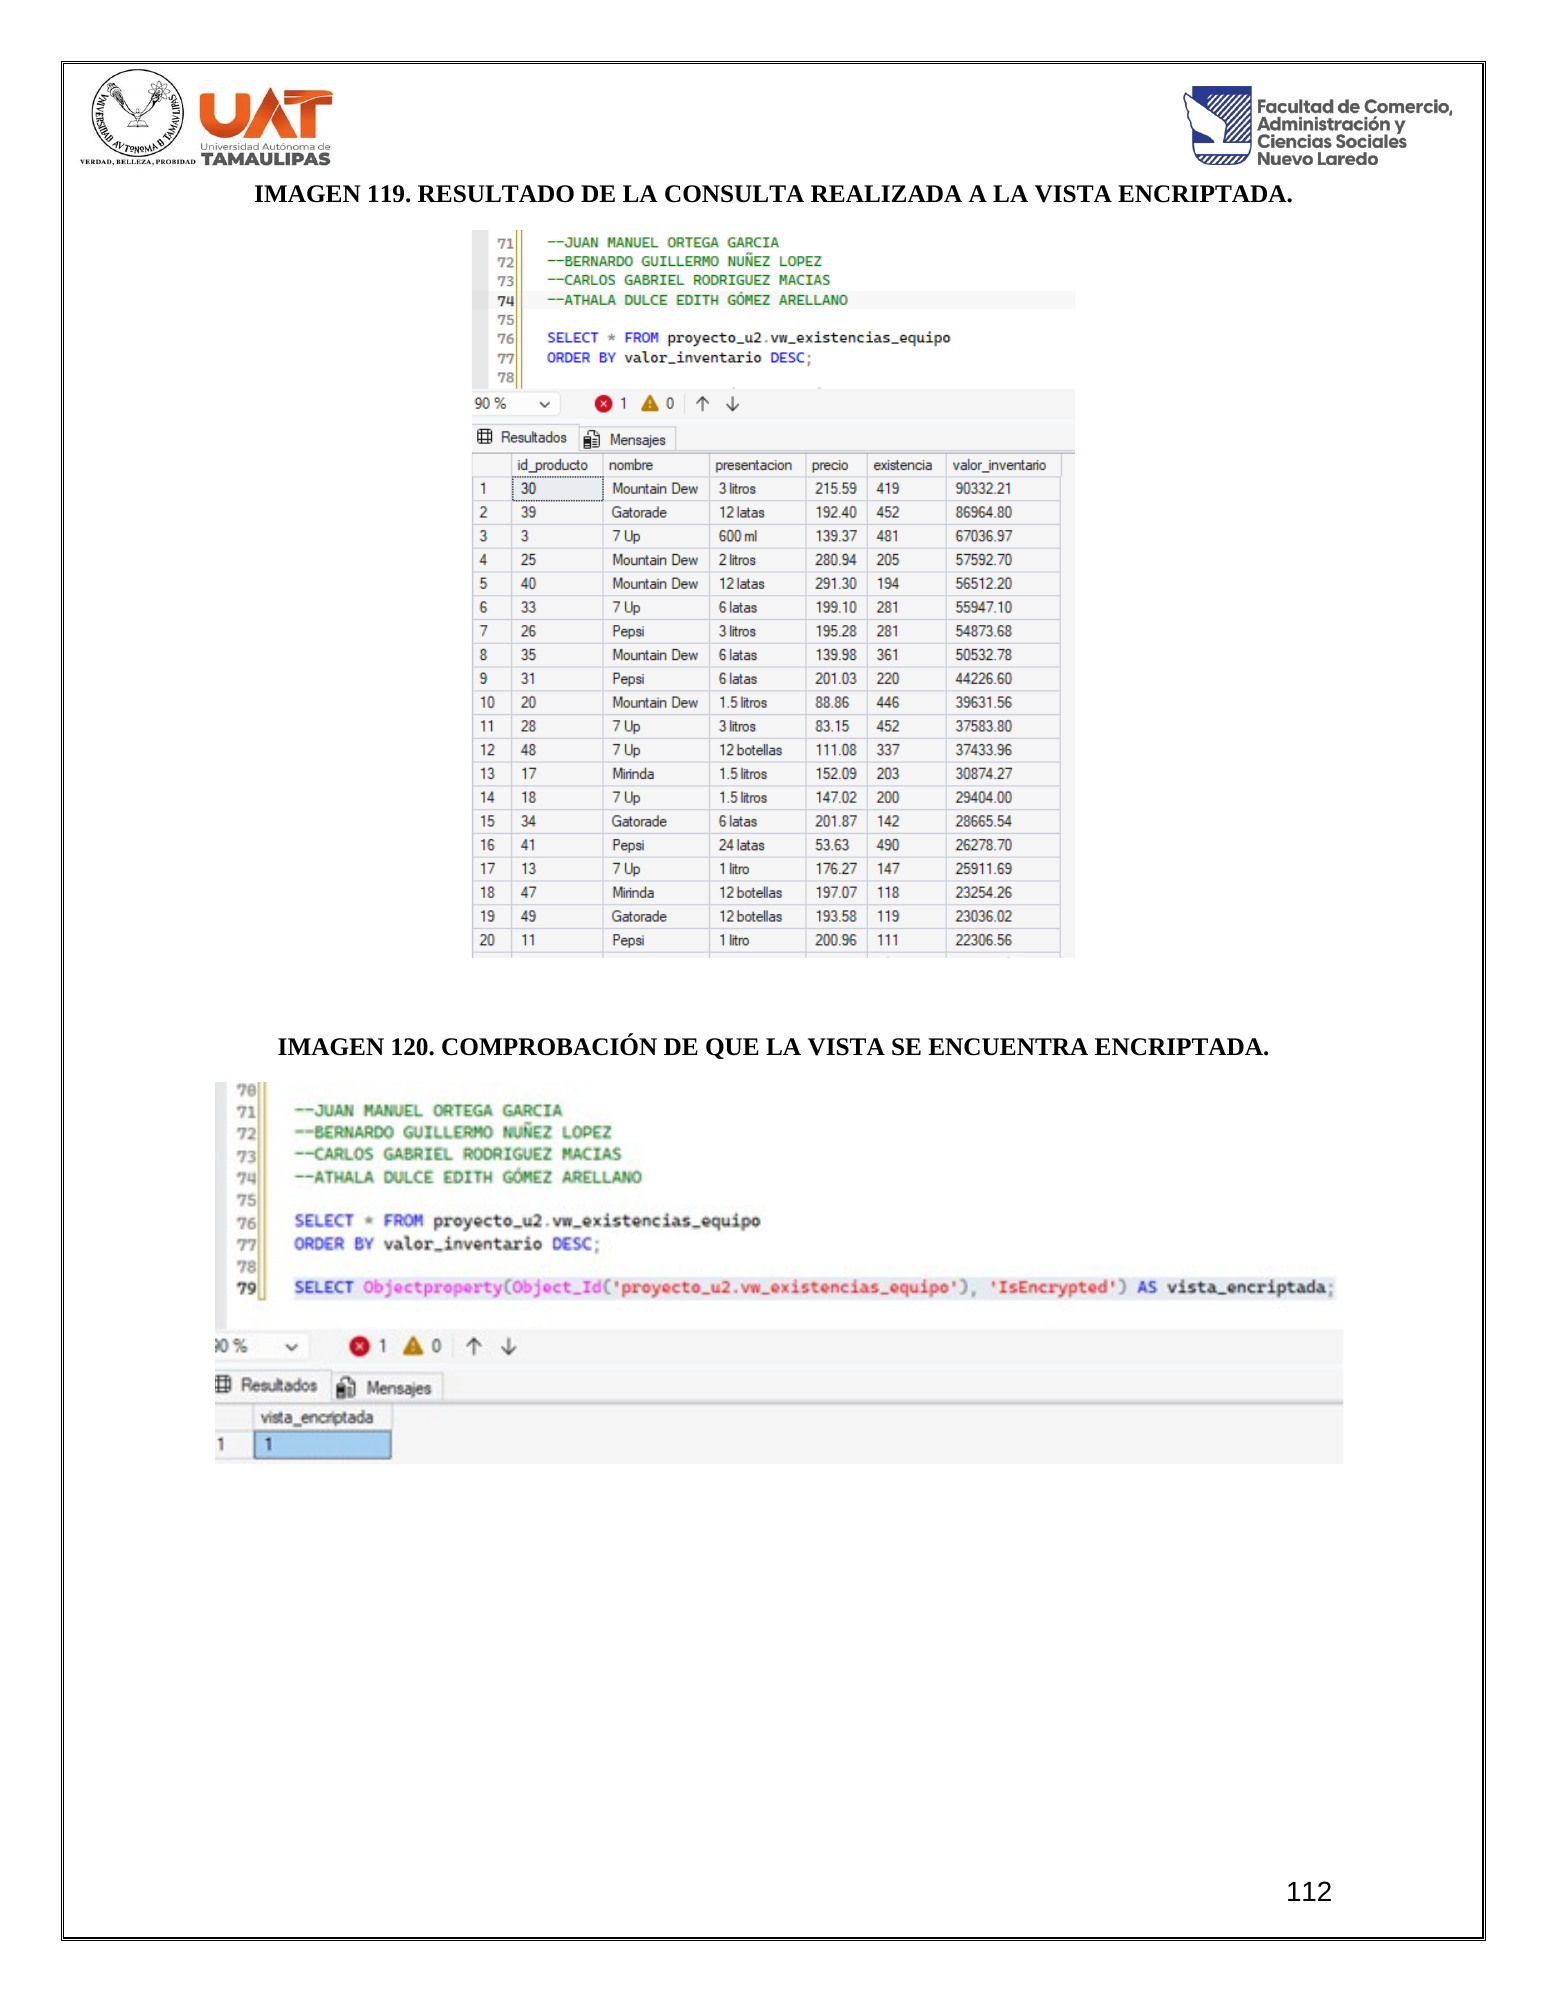 UNIVERSIDAD AVTONOMA D TAMAVLIPAS
VERDAD, BELLEZA, PROBIDAD
UAT
Universidad Autónoma de
TAMAULIPAS
Facultad de Comercio,
Administración y
Ciencias Sociales
Nuevo Laredo
IMAGEN 119. RESULTADO DE LA CONSULTA REALIZADA A LA VISTA ENCRIPTADA.
71 --JUAN MANUEL ORTEGA GARCIA
72 --BERNARDO GUILLERMO NUÑEZ LOPEZ
73 --CARLOS GABRIEL RODRIGUEZ MACIAS
74 --ATHALA DULCE EDITH GÓMEZ ARELLANO
75
76 SELECT * FROM proyecto_u2.vw_existencias_equipo
77 ORDER BY valor_inventario DESC;
78
90 % 1 0 ↑ ↓
Resultados Mensajes
id_producto nombre presentacion precio existencia valor_inventario
1 30 Mountain Dew 3 litros 215.59 419 90332.21
2 39 Gatorade 12 latas 192.40 452 86964.80
3 3 7 Up 600 ml 139.37 481 67036.97
4 25 Mountain Dew 2 litros 280.94 205 57592.70
5 40 Mountain Dew 12 latas 291.30 194 56512.20
6 33 7 Up 6 latas 199.10 281 55947.10
7 26 Pepsi 3 litros 195.28 281 54873.68
8 35 Mountain Dew 6 latas 139.98 361 50532.78
9 31 Pepsi 6 latas 201.03 220 44226.60
10 20 Mountain Dew 1.5 litros 88.86 446 39631.56
11 28 7 Up 3 litros 83.15 452 37583.80
12 48 7 Up 12 botellas 111.08 337 37433.96
13 17 Mirinda 1.5 litros 152.09 203 30874.27
14 18 7 Up 1.5 litros 147.02 200 29404.00
15 34 Gatorade 6 latas 201.87 142 28665.54
16 41 Pepsi 24 latas 53.63 490 26278.70
17 13 7 Up 1 litro 176.27 147 25911.69
18 47 Mirinda 12 botellas 197.07 118 23254.26
19 49 Gatorade 12 botellas 193.58 119 23036.02
20 11 Pepsi 1 litro 200.96 111 22306.56
IMAGEN 120. COMPROBACIÓN DE QUE LA VISTA SE ENCUENTRA ENCRIPTADA.
70
71 --JUAN MANUEL ORTEGA GARCIA
72 --BERNARDO GUILLERMO NUÑEZ LOPEZ
73 --CARLOS GABRIEL RODRIGUEZ MACIAS
74 --ATHALA DULCE EDITH GÓMEZ ARELLANO
75
76 SELECT * FROM proyecto_u2.vw_existencias_equipo
77 ORDER BY valor_inventario DESC;
78
79 SELECT Objectproperty(Object_Id('proyecto_u2.vw_existencias_equipo'), 'IsEncrypted') AS vista_encriptada;
90 % 1 0 ↑ ↓
Resultados Mensajes
vista_encriptada
1 1
112